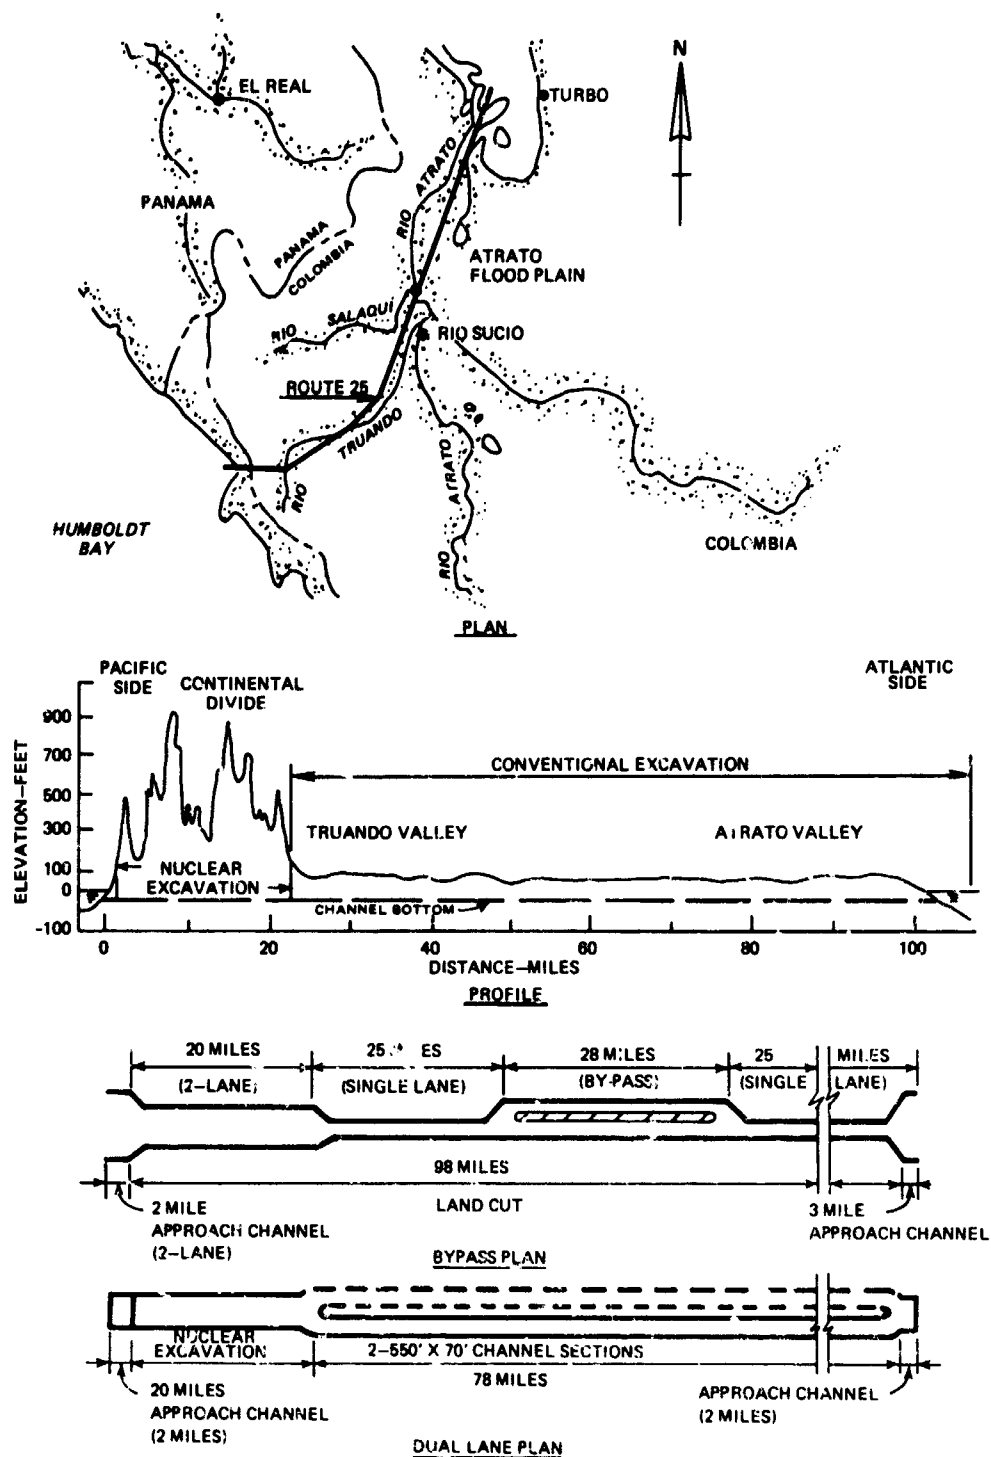 N
EL REAL
TURBO
PANAMA
RIO ATRATO
PANAMA
COLOMBIA
ATRATO
FLOOD PLAIN
RIO SALAQUI
RIO SUCIO
ROUTE 25
RIO TRUANDO
RIO ATRATO
HUMBOLDT
BAY
COLOMBIA
PLAN
PACIFIC
SIDE
CONTINENTAL
DIVIDE
ATLANTIC
SIDE
ELEVATION—FEET
900
700
500
300
100
0
-100
CONVENTIONAL EXCAVATION
TRUANDO VALLEY
ATRATO VALLEY
NUCLEAR
EXCAVATION
CHANNEL BOTTOM
0 20 40 60 80 100
DISTANCE—MILES
PROFILE
20 MILES
(2-LANE)
25 MILES
(SINGLE LANE)
28 MILES
(BY-PASS)
25 MILES
(SINGLE LANE)
98 MILES
LAND CUT
2 MILE
APPROACH CHANNEL
(2-LANE)
3 MILE
APPROACH CHANNEL
BYPASS PLAN
NUCLEAR
EXCAVATION
2-550' X 70' CHANNEL SECTIONS
78 MILES
20 MILES
APPROACH CHANNEL
(2 MILES)
APPROACH CHANNEL
(2 MILES)
DUAL LANE PLAN